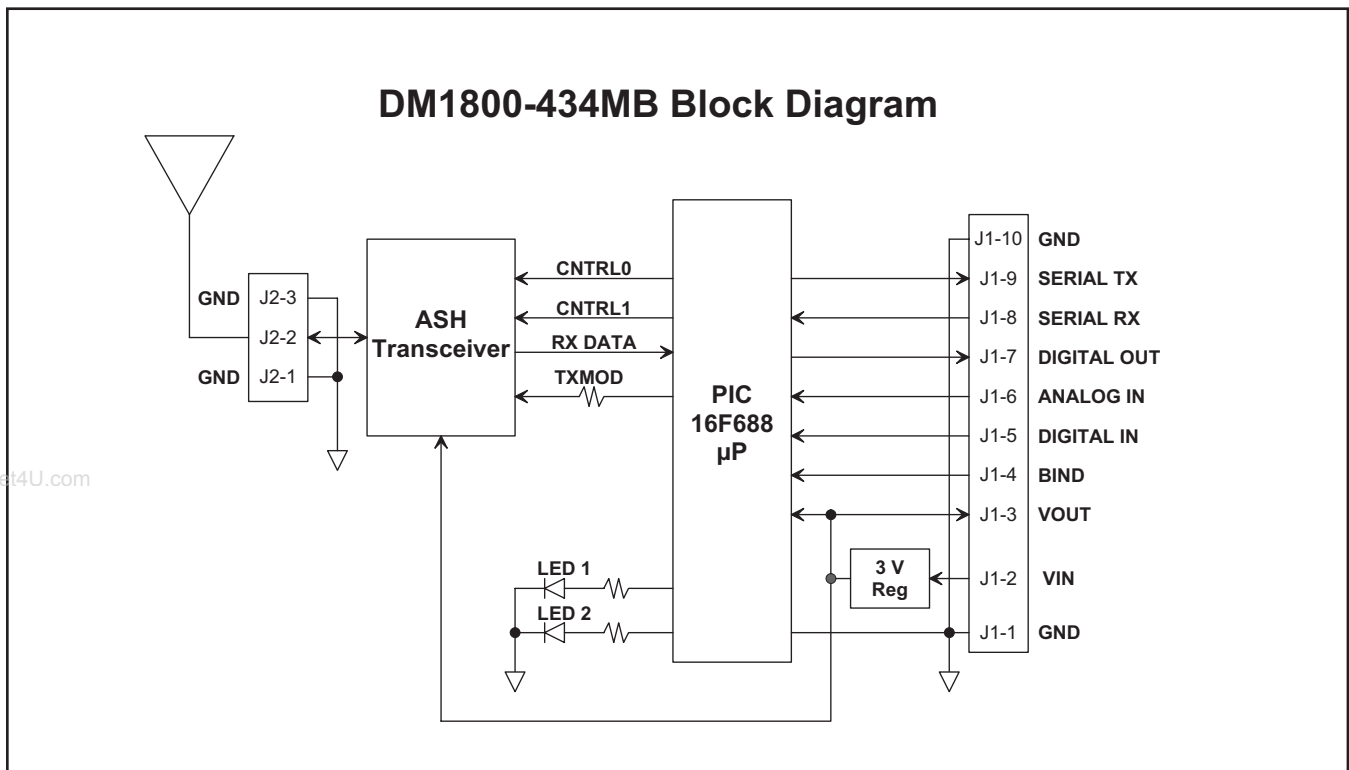 DM1800-434MB Block Diagram
GND J2-3
J2-2
GND J2-1
ASH
Transceiver
CNTRL0
CNTRL1
RX DATA
TXMOD
PIC
16F688
µP
LED 1
LED 2
3 V
Reg
J1-10 GND
J1-9 SERIAL TX
J1-8 SERIAL RX
J1-7 DIGITAL OUT
J1-6 ANALOG IN
J1-5 DIGITAL IN
J1-4 BIND
J1-3 VOUT
J1-2 VIN
J1-1 GND
et4U.com